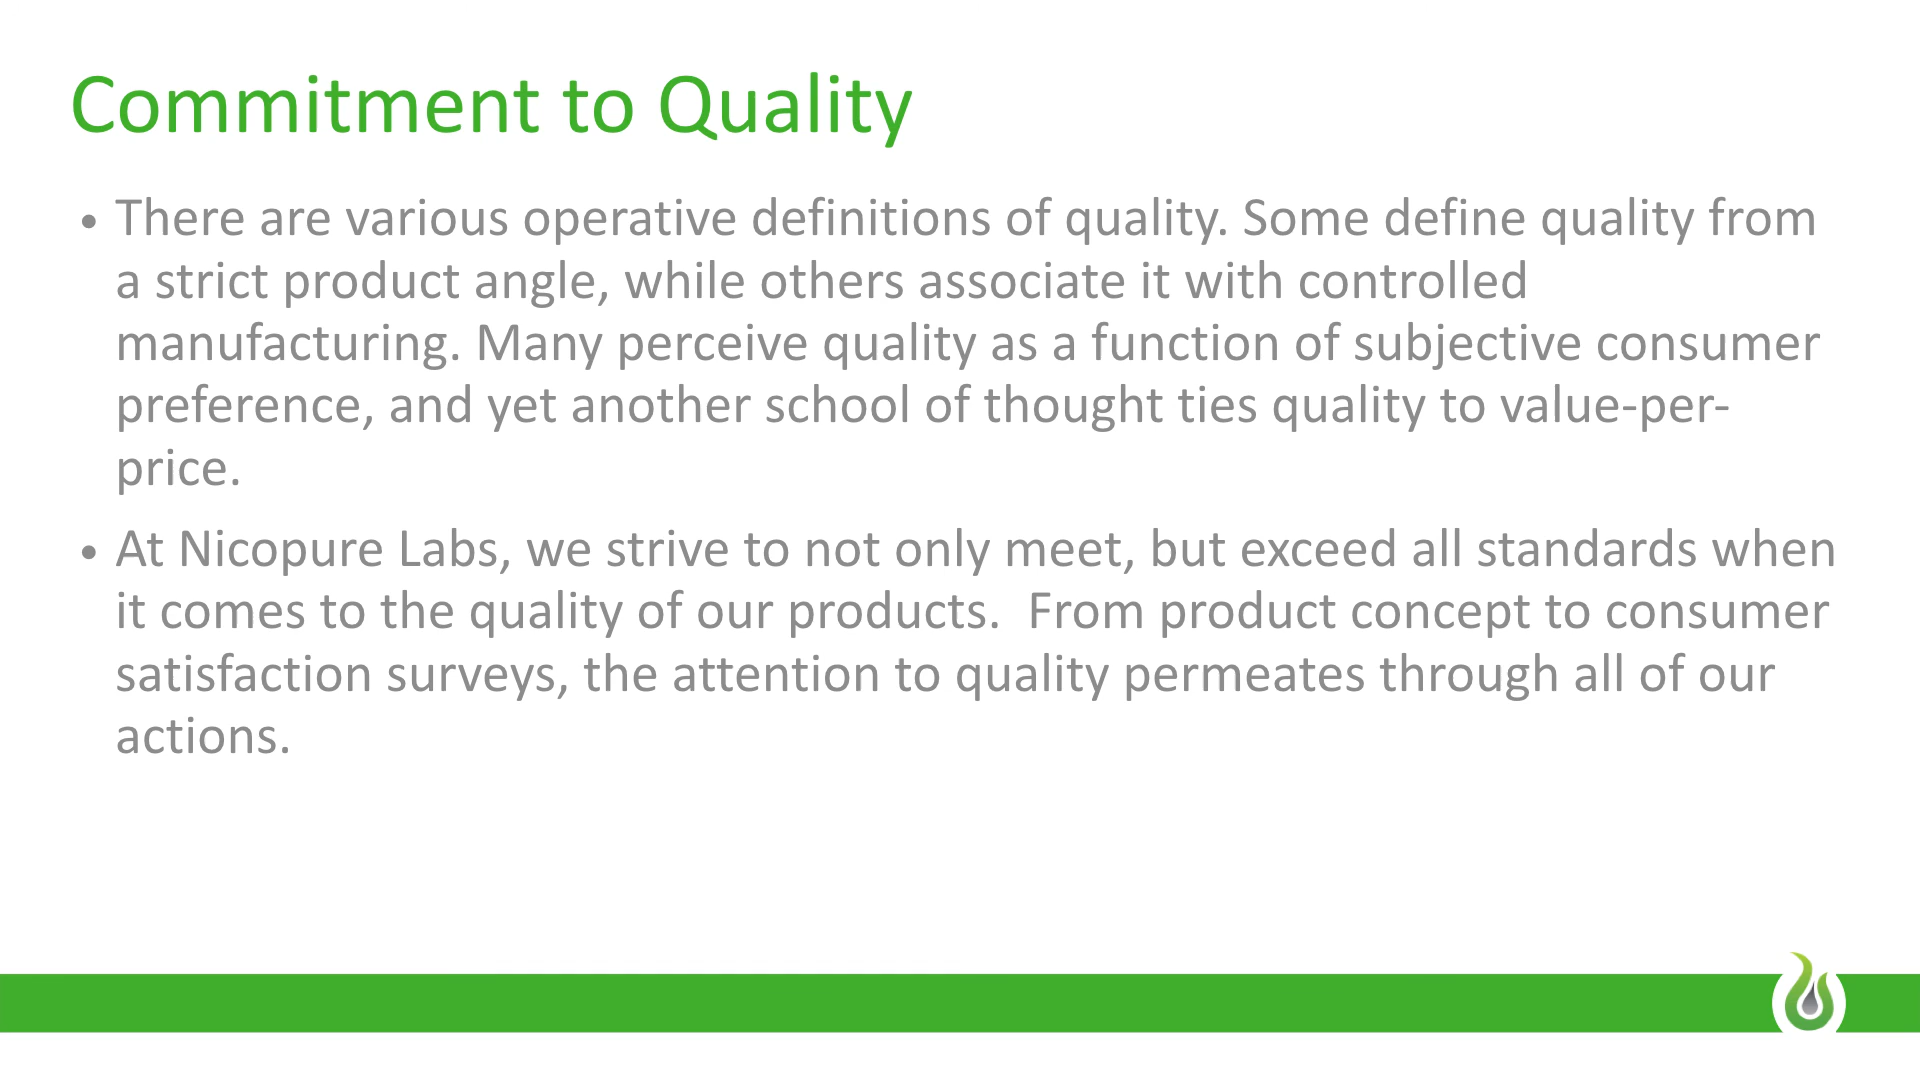 Commitment to Quality
• There are various operative definitions of quality. Some define quality from
a strict product angle, while others associate it with controlled
manufacturing. Many perceive quality as a function of subjective consumer
preference, and yet another school of thought ties quality to value-per-
price.
• At Nicopure Labs, we strive to not only meet, but exceed all standards when
it comes to the quality of our products.  From product concept to consumer
satisfaction surveys, the attention to quality permeates through all of our
actions.